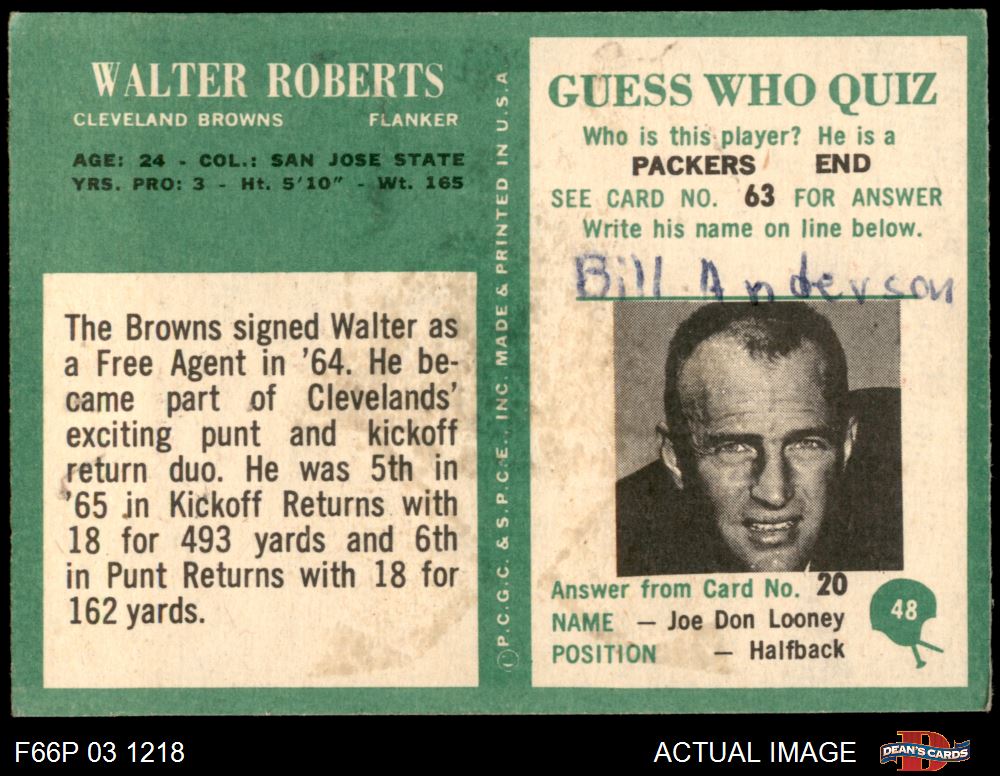 WALTER ROBERTS
CLEVELAND BROWNS FLANKER
AGE: 24 - COL.: SAN JOSE STATE
YRS. PRO: 3 - Ht. 5'10" - Wt. 165
The Browns signed Walter as
a Free Agent in '64. He be-
came part of Clevelands'
exciting punt and kickoff
return duo. He was 5th in
'65 in Kickoff Returns with
18 for 493 yards and 6th
in Punt Returns with 18 for
162 yards.
©P.C.G.C. & S.P.C.E., INC. MADE & PRINTED IN U.S.A.
GUESS WHO QUIZ
Who is this player? He is a
PACKERS END
SEE CARD NO. 63 FOR ANSWER
Write his name on line below.
Bill Anderson
Answer from Card No. 20
NAME — Joe Don Looney
POSITION — Halfback
48
F66P 03 1218
ACTUAL IMAGE
D
DEAN'S CARDS